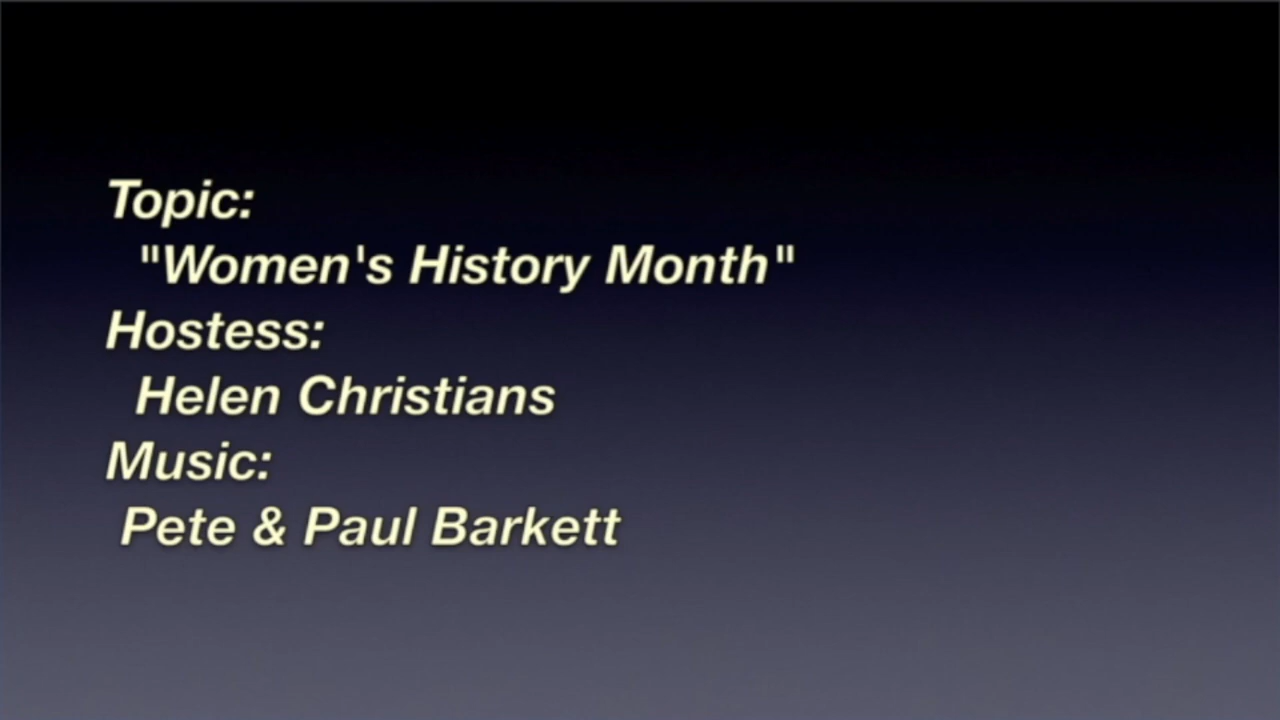 Topic:
"Women's History Month"
Hostess:
Helen Christians
Music:
Pete & Paul Barkett